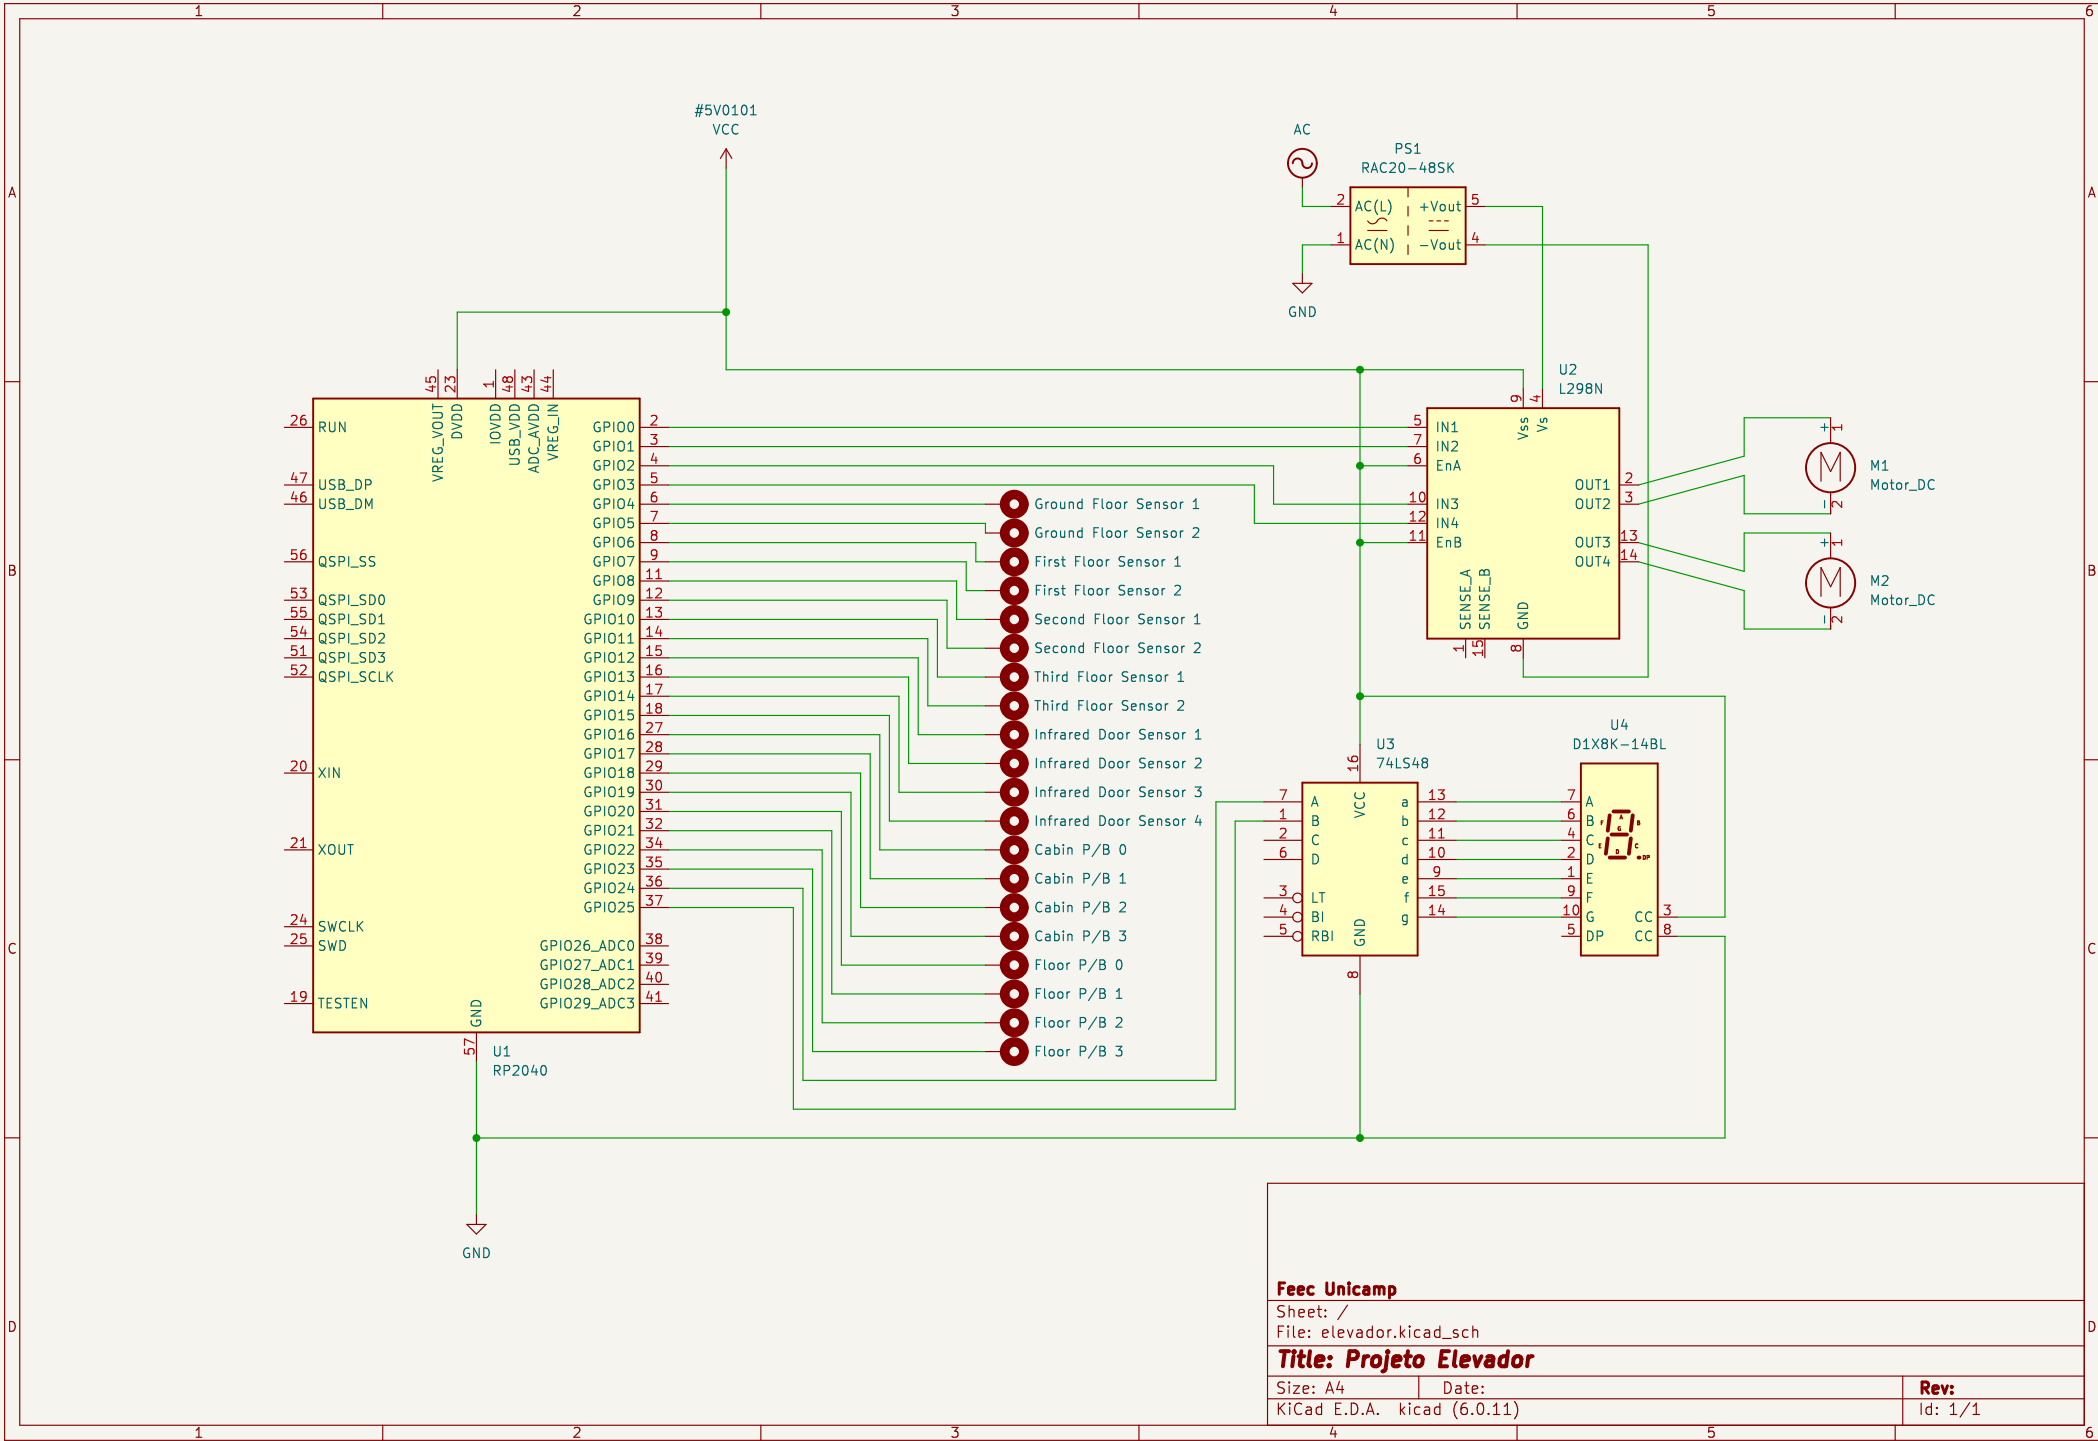 1 2 3 4 5 6
#5V0101
VCC
AC
PS1
RAC20-48SK
2 AC(L) +Vout 5
1 AC(N) -Vout 4
GND
A A
45 23 1 48 43 44
VREG_VOUT DVDD IOVDD USB_VDD ADC_AVDD VREG_IN
26 RUN
47 USB_DP
46 USB_DM
56 QSPI_SS
53 QSPI_SD0
55 QSPI_SD1
54 QSPI_SD2
51 QSPI_SD3
52 QSPI_SCLK
20 XIN
21 XOUT
24 SWCLK
25 SWD
19 TESTEN
GPIO0 2
GPIO1 3
GPIO2 4
GPIO3 5
GPIO4 6
GPIO5 7
GPIO6 8
GPIO7 9
GPIO8 11
GPIO9 12
GPIO10 13
GPIO11 14
GPIO12 15
GPIO13 16
GPIO14 17
GPIO15 18
GPIO16 27
GPIO17 28
GPIO18 29
GPIO19 30
GPIO20 31
GPIO21 32
GPIO22 34
GPIO23 35
GPIO24 36
GPIO25 37
GPIO26_ADC0 38
GPIO27_ADC1 39
GPIO28_ADC2 40
GPIO29_ADC3 41
GND
57
U1
RP2040
GND
Ground Floor Sensor 1
Ground Floor Sensor 2
First Floor Sensor 1
First Floor Sensor 2
Second Floor Sensor 1
Second Floor Sensor 2
Third Floor Sensor 1
Third Floor Sensor 2
Infrared Door Sensor 1
Infrared Door Sensor 2
Infrared Door Sensor 3
Infrared Door Sensor 4
Cabin P/B 0
Cabin P/B 1
Cabin P/B 2
Cabin P/B 3
Floor P/B 0
Floor P/B 1
Floor P/B 2
Floor P/B 3
U2
L298N
9 4
Vss Vs
5 IN1
7 IN2
6 EnA
10 IN3
12 IN4
11 EnB
OUT1 2
OUT2 3
OUT3 13
OUT4 14
SENSE_A SENSE_B GND
1 15 8
+ 1
M
M1
Motor_DC
- 2
+ 1
M
M2
Motor_DC
- 2
B B
U3
74LS48
16
VCC
7 A
1 B
2 C
6 D
3 LT
4 BI
5 RBI
a 13
b 12
c 11
d 10
e 9
f 15
g 14
GND
8
U4
D1X8K-14BL
7 A
6 B
4 C
2 D
1 E
9 F
10 G
5 DP
A
F B
G
E C
D
DP
CC 3
CC 8
C C
D D
Feec Unicamp
Sheet: /
File: elevador.kicad_sch
Title: Projeto Elevador
Size: A4 Date: Rev:
KiCad E.D.A. kicad (6.0.11) Id: 1/1
1 2 3 4 5 6